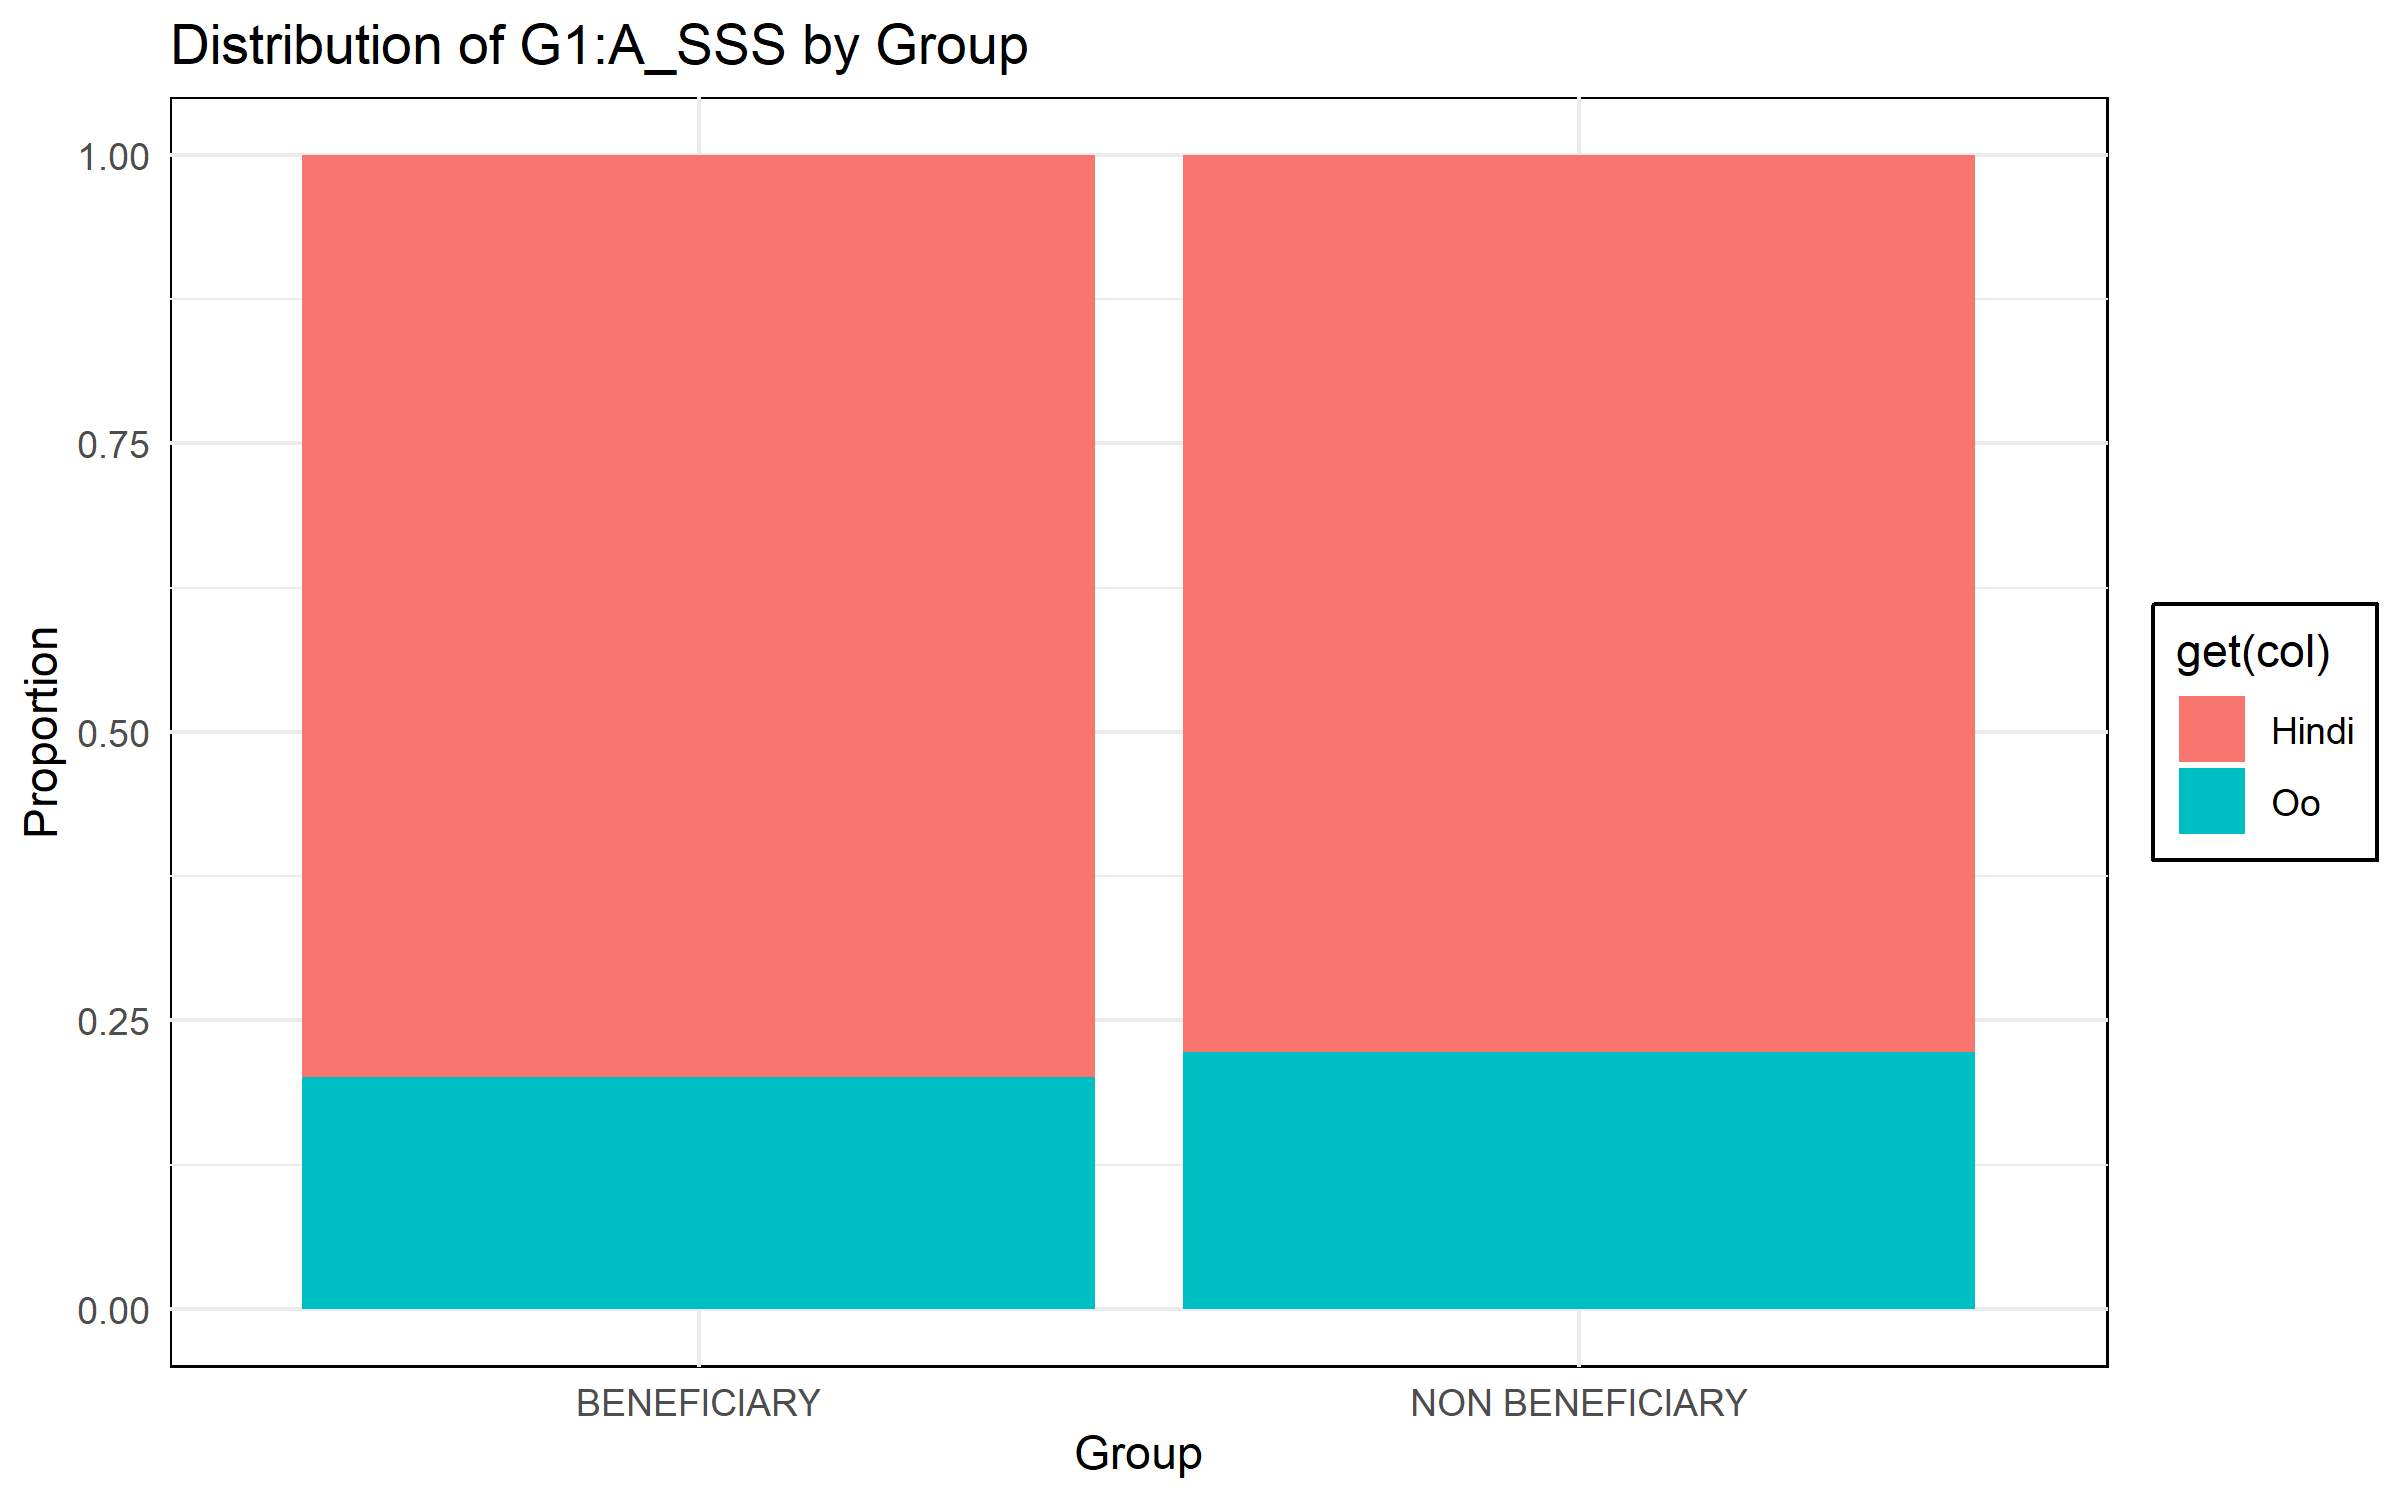 Distribution of G1:A_SSS by Group
1.00
0.75
0.50
0.25
0.00
Proportion
BENEFICIARY
NON BENEFICIARY
Group
get(col)
Hindi
Oo